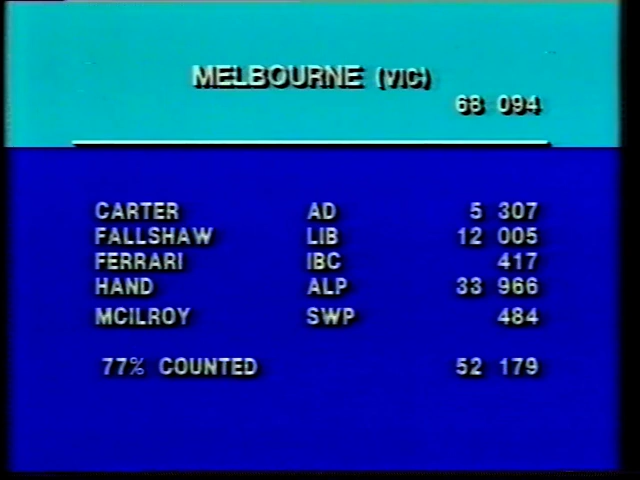 MELBOURNE (VIC)
68 094
CARTER AD 5 307
FALLSHAW LIB 12 005
FERRARI IBC 417
HAND ALP 33 966
MCILROY SWP 484
77% COUNTED 52 179